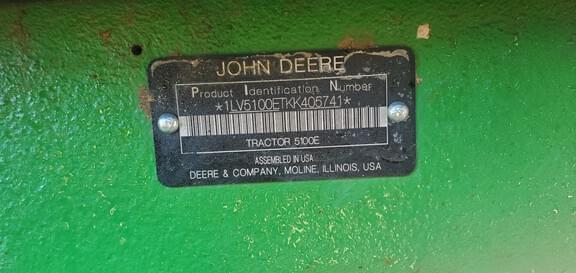 JOHN DEERE
Product Identification Number
*1LV5100ETKK405741*
TRACTOR 5100E
ASSEMBLED IN USA
DEERE & COMPANY, MOLINE, ILLINOIS, USA